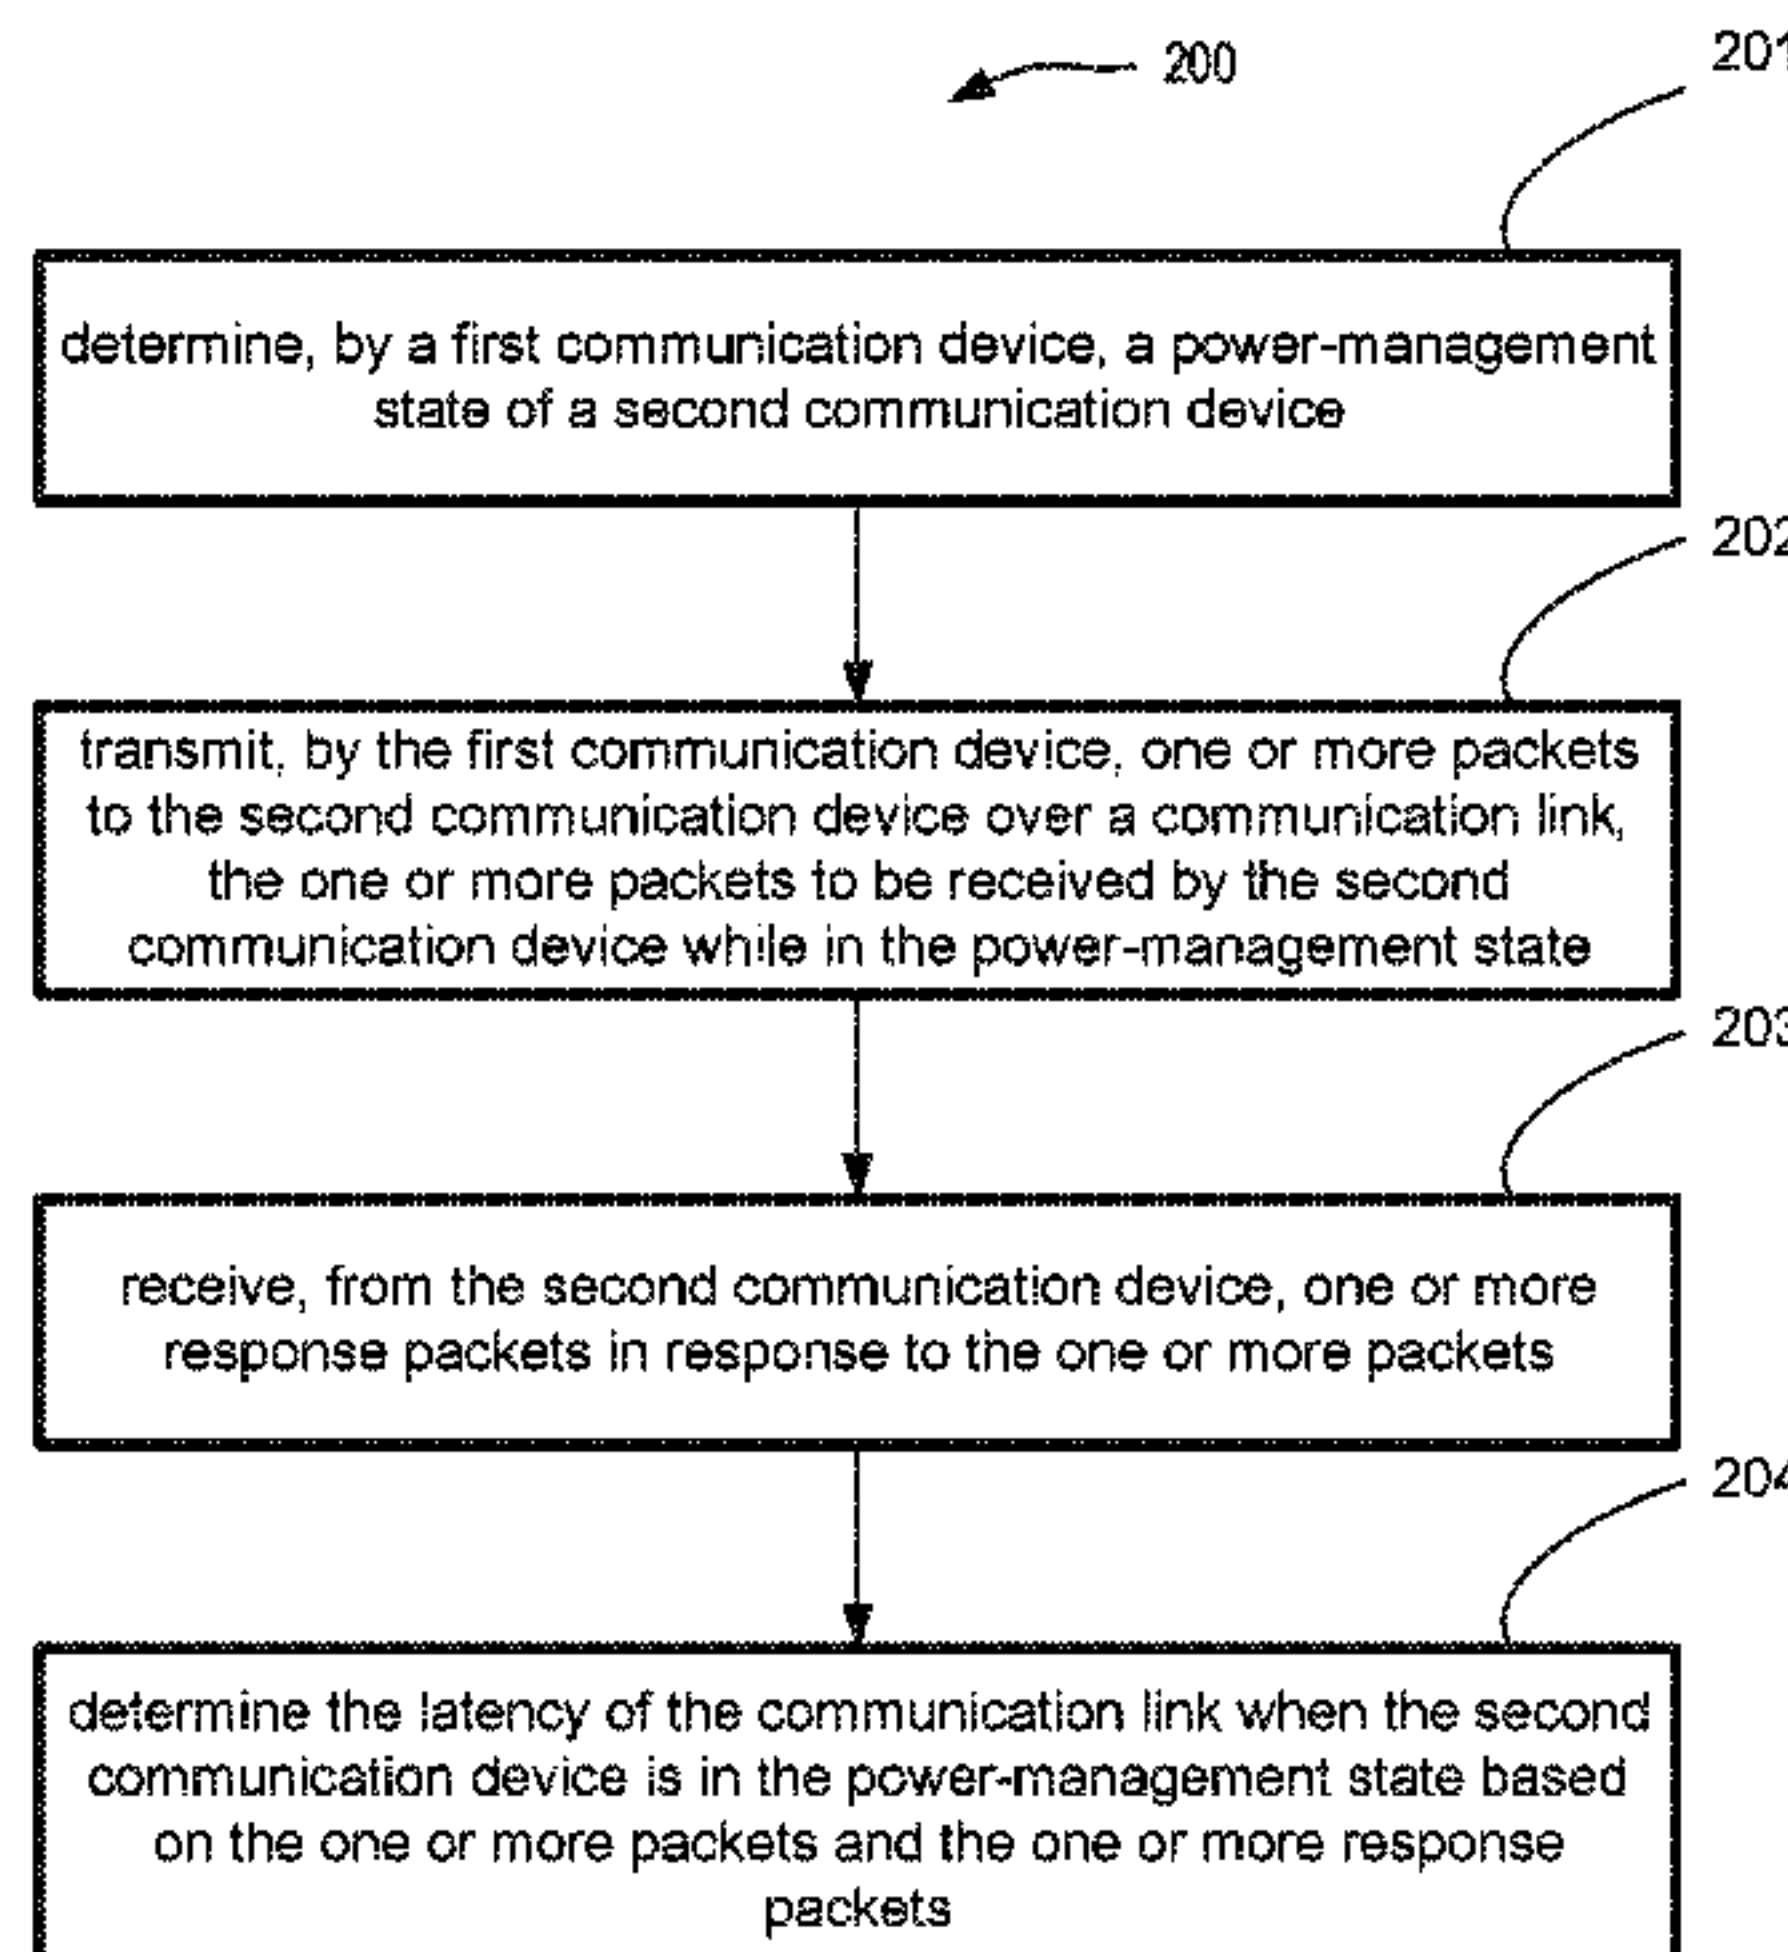 200
201
determine, by a first communication device, a power-management
state of a second communication device
202
transmit, by the first communication device, one or more packets
to the second communication device over a communication link,
the one or more packets to be received by the second
communication device while in the power-management state
203
receive, from the second communication device, one or more
response packets in response to the one or more packets
204
determine the latency of the communication link when the second
communication device is in the power-management state based
on the one or more packets and the one or more response
packets